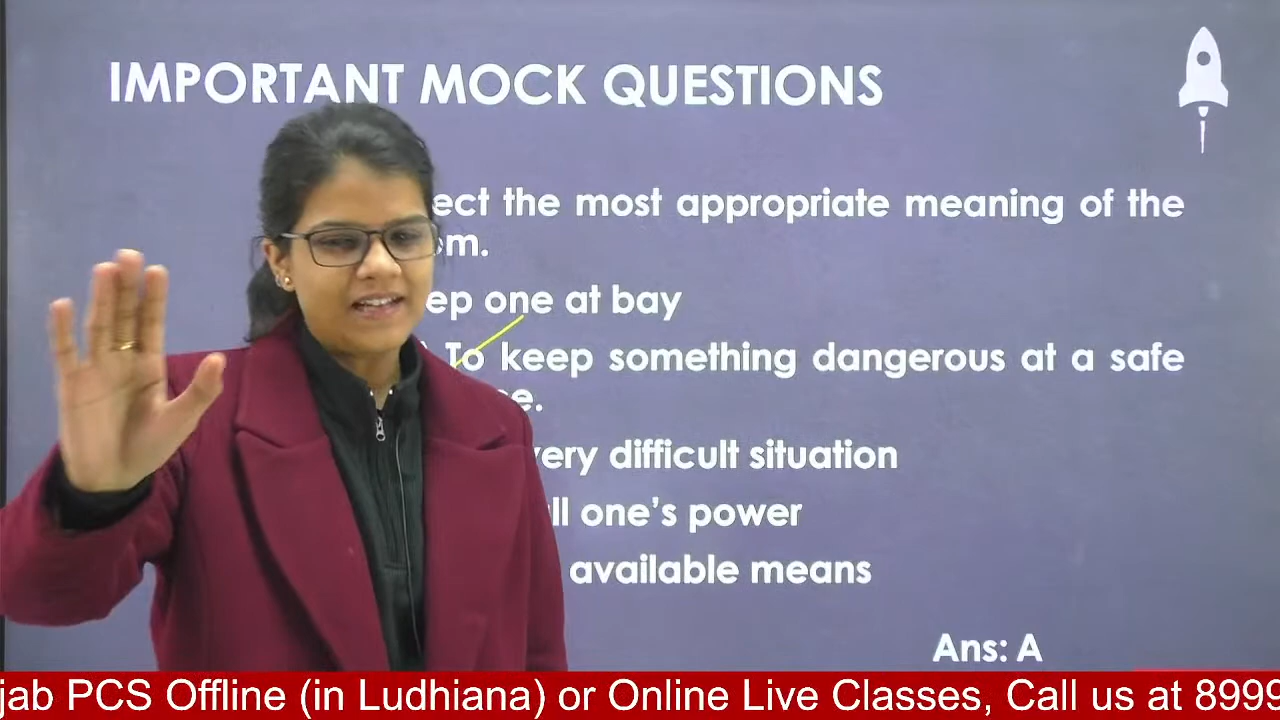 IMPORTANT MOCK QUESTIONS
ect the most appropriate meaning of the
om.
ep one at bay
To keep something dangerous at a safe
e.
very difficult situation
ll one's power
available means
Ans: A
jab PCS Offline (in Ludhiana) or Online Live Classes, Call us at 8999